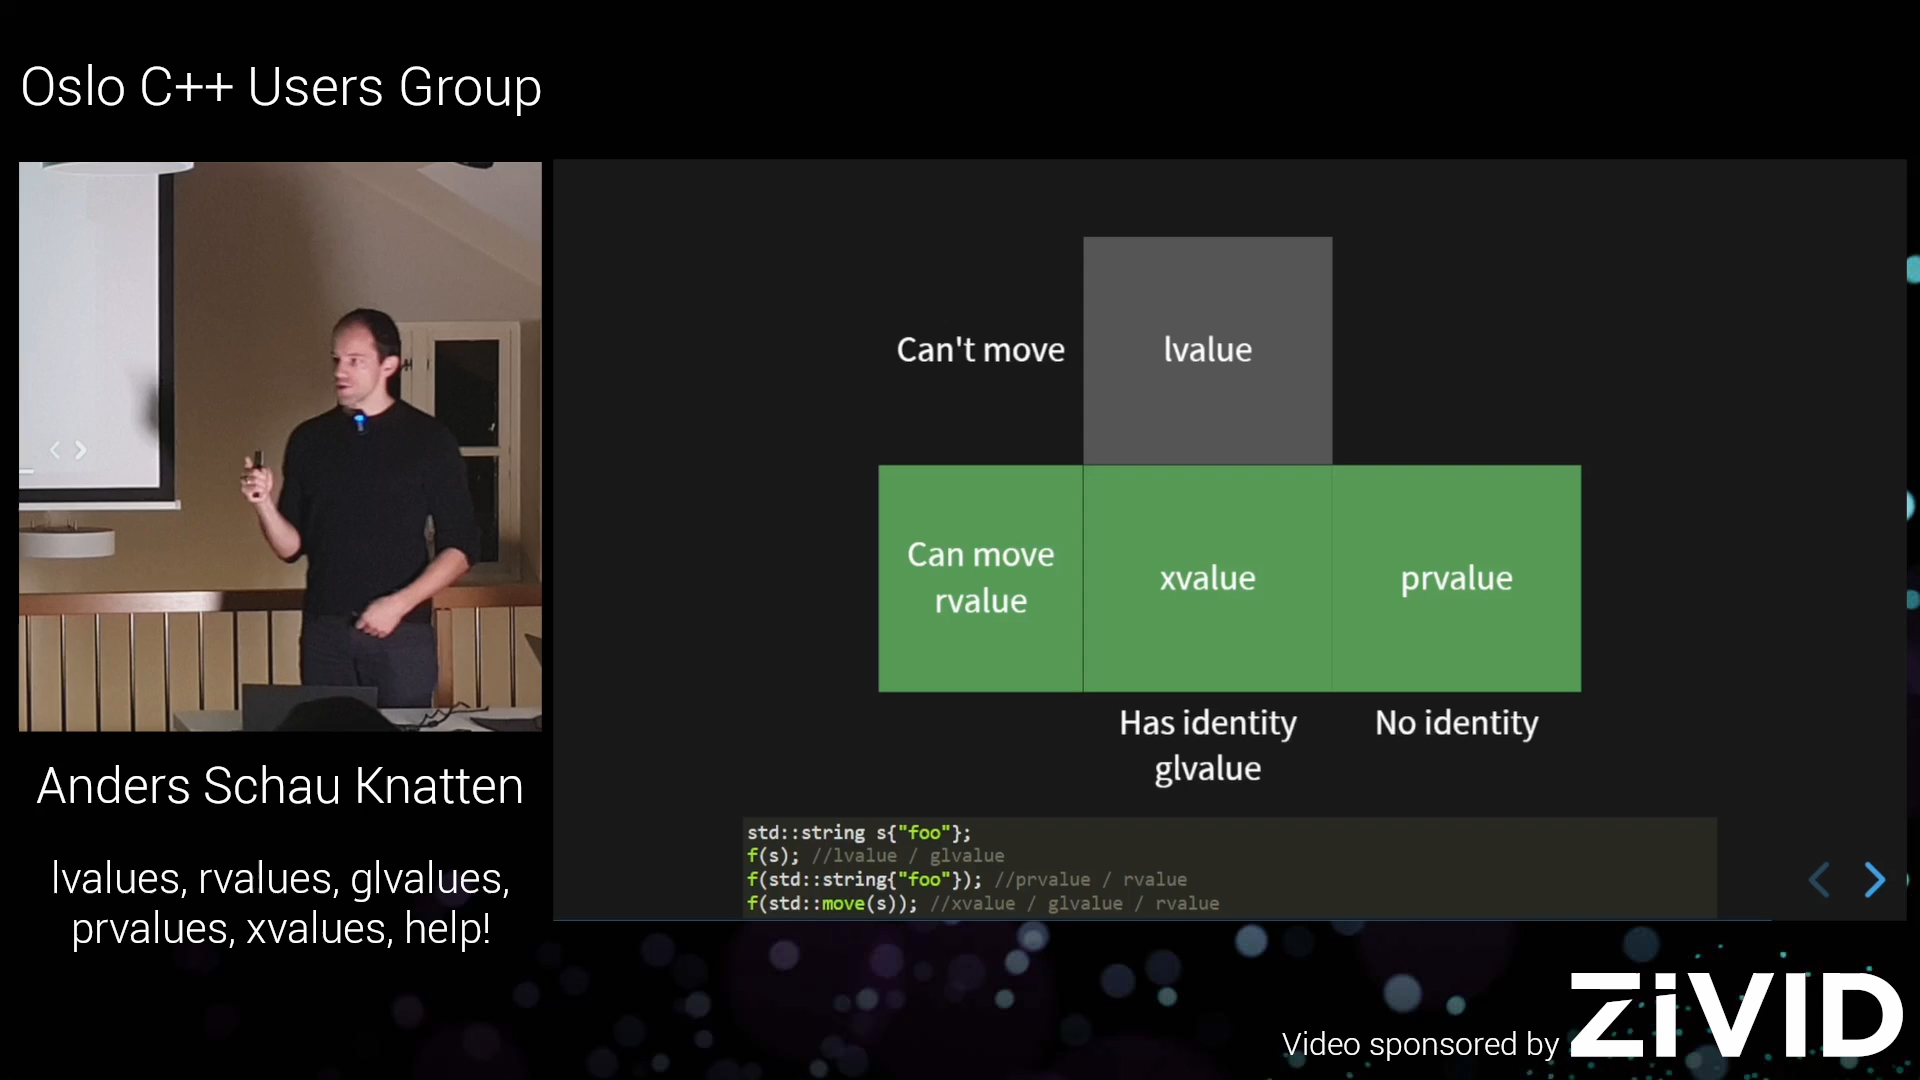 Oslo C++ Users Group
Can't move
lvalue
Can move
rvalue
xvalue
prvalue
Has identity
glvalue
No identity
std::string s{"foo"};
f(s); //lvalue / glvalue
f(std::string{"foo"}); //prvalue / rvalue
f(std::move(s)); //xvalue / glvalue / rvalue
Anders Schau Knatten
lvalues, rvalues, glvalues,
prvalues, xvalues, help!
Video sponsored by ZiVID